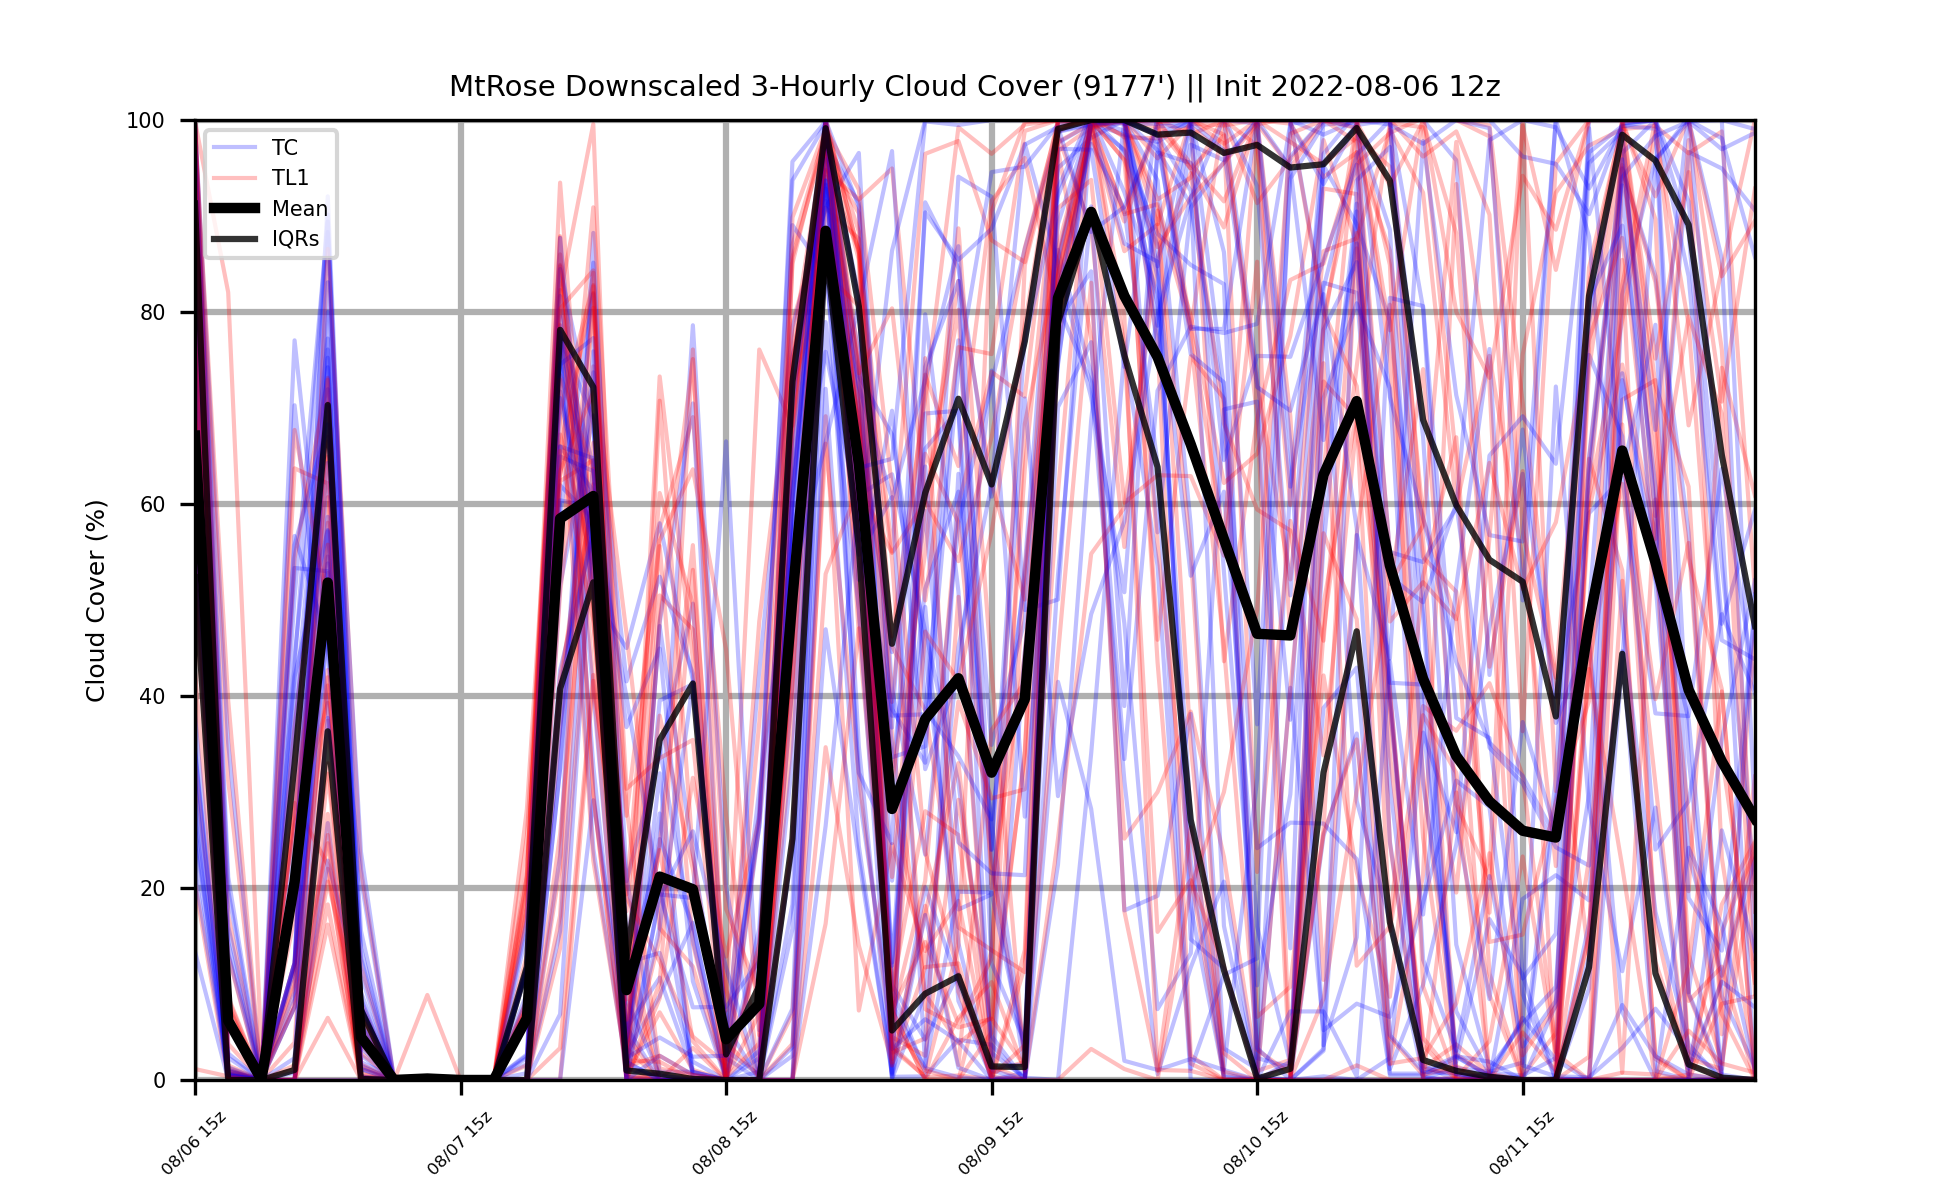 MtRose Downscaled 3-Hourly Cloud Cover (9177') || Init 2022-08-06 12z
100
80
60
40
20
0
Cloud Cover (%)
TC
TL1
Mean
IQRs
08/06 15z
08/07 15z
08/08 15z
08/09 15z
08/10 15z
08/11 15z